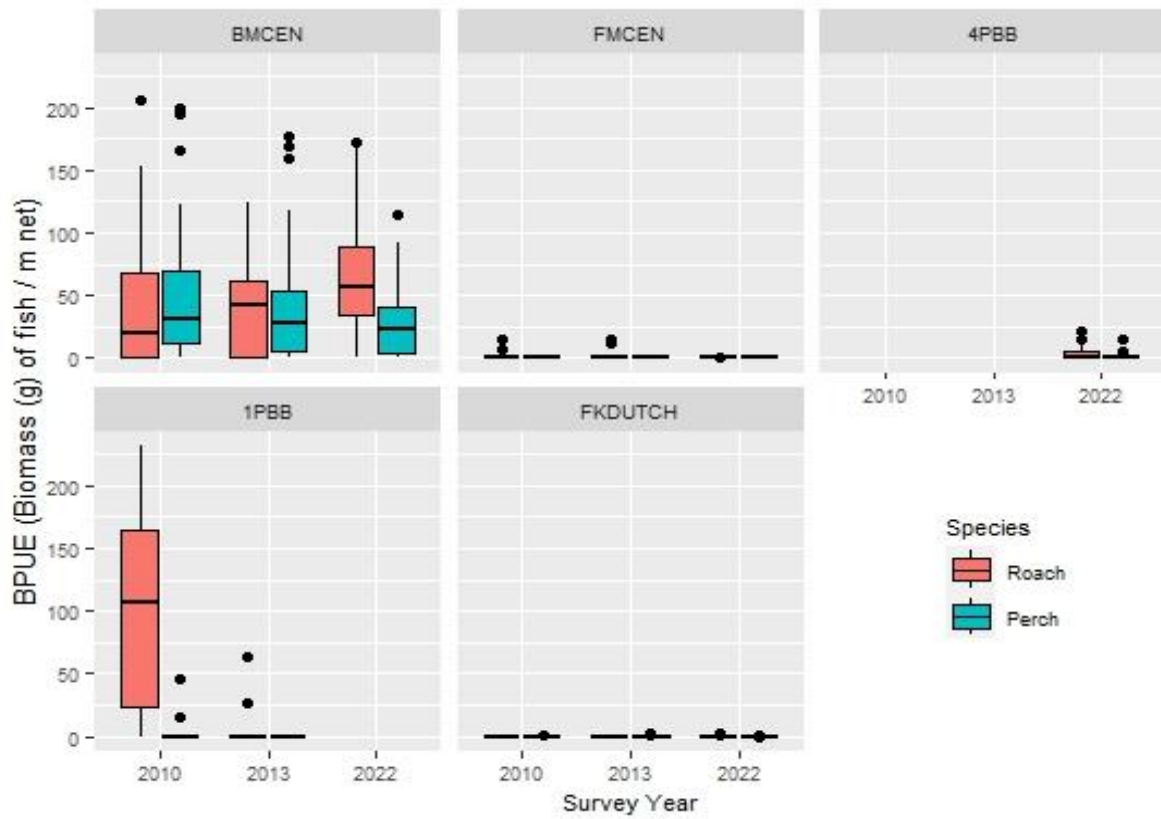 BPUE (Biomass (g) of fish / m net)
BMCEN
FMCEN
4PBB
200
150
100
50
0
2010
2013
2022
1PBB
FKDUTCH
200
150
100
50
0
2010
2013
2022
2010
2013
2022
Survey Year
Species
Roach
Perch